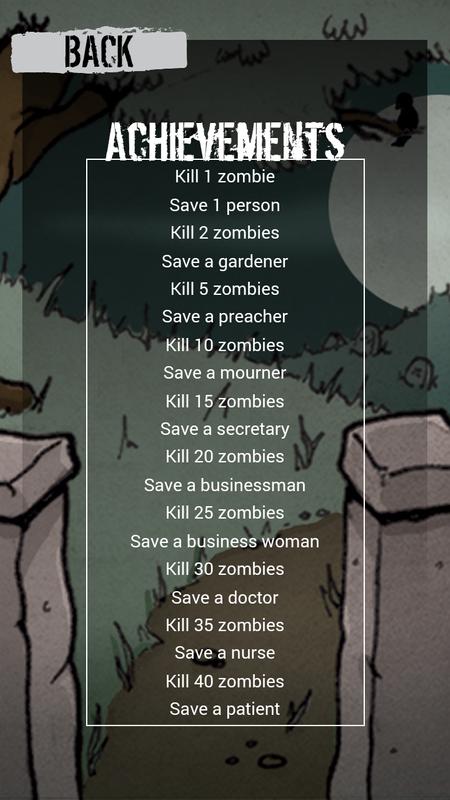 BACK
ACHIEVEMENTS
Kill 1 zombie
Save 1 person
Kill 2 zombies
Save a gardener
Kill 5 zombies
Save a preacher
Kill 10 zombies
Save a mourner
Kill 15 zombies
Save a secretary
Kill 20 zombies
Save a businessman
Kill 25 zombies
Save a business woman
Kill 30 zombies
Save a doctor
Kill 35 zombies
Save a nurse
Kill 40 zombies
Save a patient